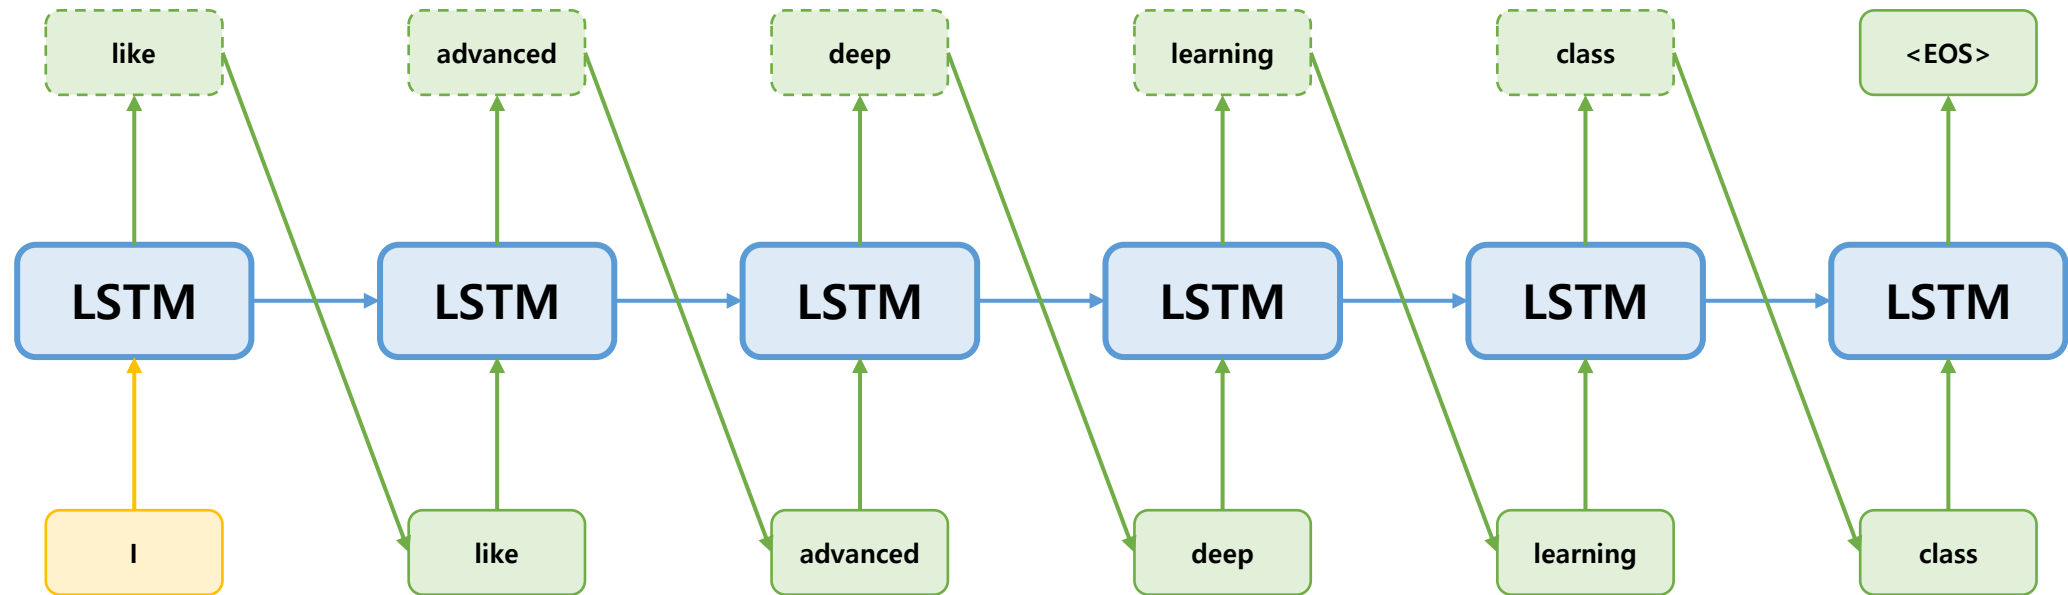 like
advanced
deep
learning
class
<EOS>
LSTM
LSTM
LSTM
LSTM
LSTM
LSTM
I
like
advanced
deep
learning
class